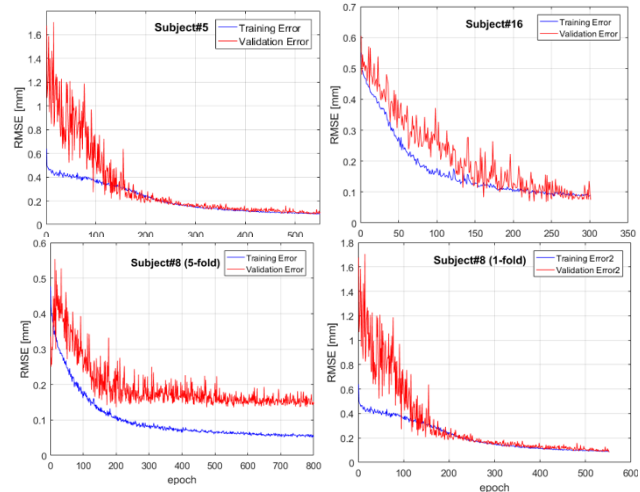 Subject#5
Training Error
Validation Error
RMSE [mm]
1.6
1.4
1.2
1
0.8
0.6
0.4
0.2
0
0 100 200 300 400 500
Subject#16
Training Error
Validation Error
RMSE [mm]
0.7
0.6
0.5
0.4
0.3
0.2
0.1
0
0 50 100 150 200 250 300 350
Subject#8 (5-fold)
Training Error
Validation Error
RMSE [mm]
0.6
0.5
0.4
0.3
0.2
0.1
0
0 100 200 300 400 500 600 700 800
epoch
Subject#8 (1-fold)
Training Error2
Validation Error2
RMSE [mm]
1.8
1.6
1.4
1.2
1
0.8
0.6
0.4
0.2
0
0 100 200 300 400 500 600
epoch